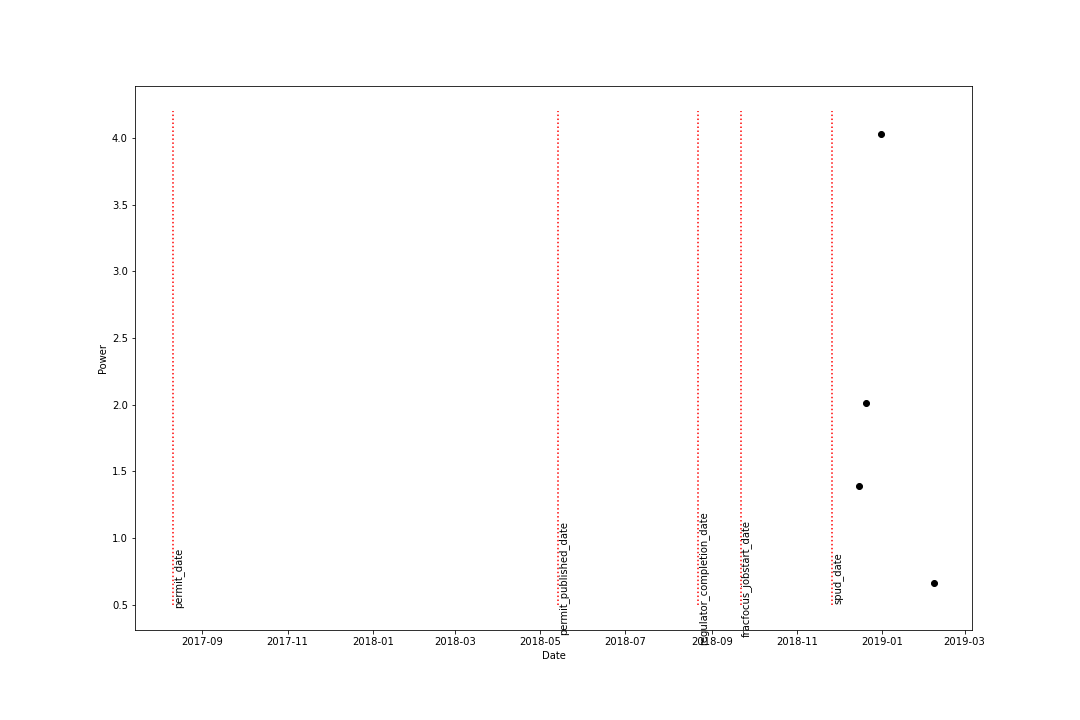 4.0
3.5
3.0
2.5
2.0
1.5
1.0
0.5
Power
permit_date
permit_published_date
regulator_completion_date
fracfocus_jobstart_date
spud_date
2017-09
2017-11
2018-01
2018-03
2018-05
2018-07
2018-09
2018-11
2019-01
2019-03
Date